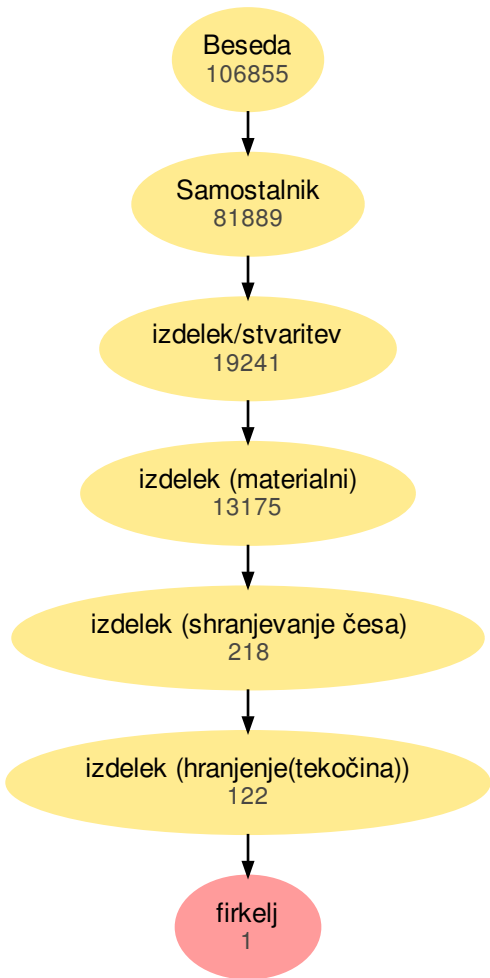 Beseda
106855
Samostalnik
81889
izdelek/stvaritev
19241
izdelek (materialni)
13175
izdelek (shranjevanje česa)
218
izdelek (hranjenje(tekočina))
122
firkelj
1